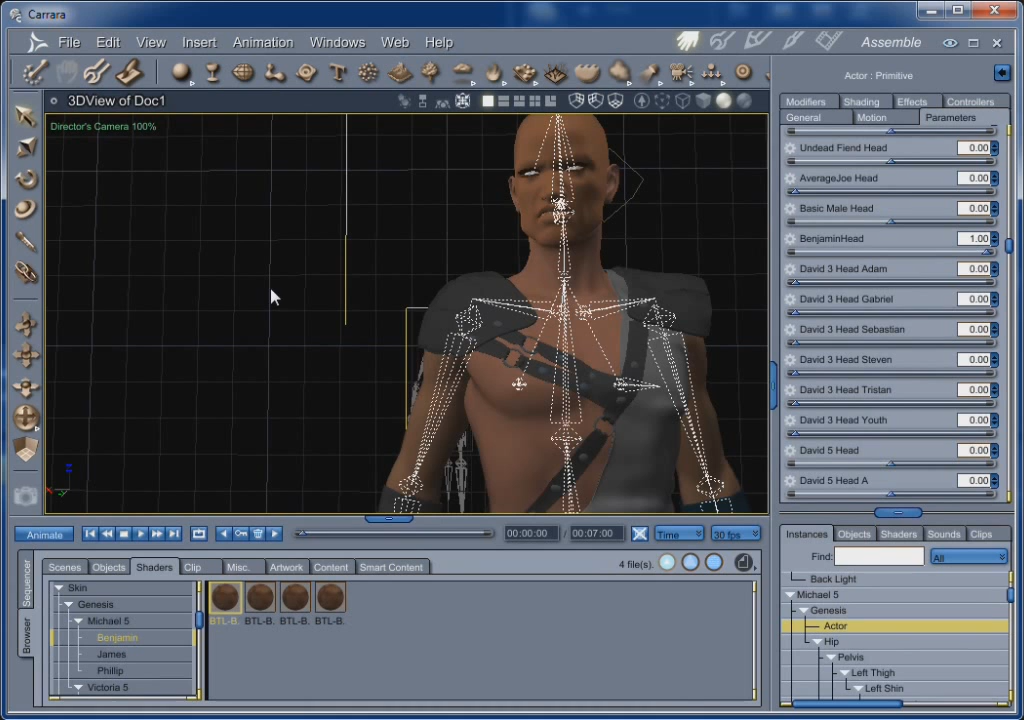 Carrara
File Edit View Insert Animation Windows Web Help Assemble
Actor : Primitive
3DView of Doc1
Director's Camera 100%
Modifiers Shading Effects Controllers
General Motion Parameters
Undead Fiend Head 0.00
AverageJoe Head 0.00
Basic Male Head 0.00
BenjaminHead 1.00
David 3 Head Adam 0.00
David 3 Head Gabriel 0.00
David 3 Head Sebastian 0.00
David 3 Head Steven 0.00
David 3 Head Tristan 0.00
David 3 Head Youth 0.00
David 5 Head 0.00
David 5 Head A 0.00
Animate 00:00:00 / 00:07:00 Time 30 fps
Sequencer
Browser
Scenes Objects Shaders Clip Misc. Artwork Content Smart Content 4 file(s).
Skin
Genesis
Michael 5
Benjamin
James
Phillip
Victoria 5
BTL-B. BTL-B. BTL-B. BTL-B.
Instances Objects Shaders Sounds Clips
Find: All
Back Light
Michael 5
Genesis
Actor
Hip
Pelvis
Left Thigh
Left Shin